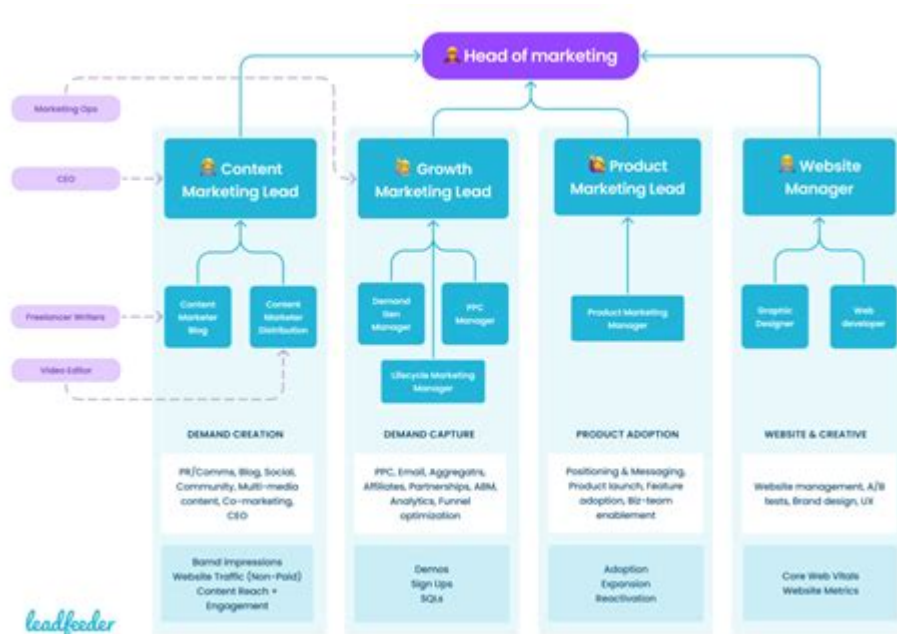 Head of marketing
Marketing Ops
CEO
Freelancer Writers
Video Editor
Content
Marketing Lead
Growth
Marketing Lead
Product
Marketing Lead
Website
Manager
Content
Marketer
Blog
Content
Marketer
Distribution
Demand
Gen
Manager
PPC
Manager
Lifecycle Marketing
Manager
Product Marketing
Manager
Graphic
Designer
Web
developer
DEMAND CREATION
PR/Comms, Blog, Social,
Community, Multi-media
content, Co-marketing,
CEO
Barnd impressions
Website Traffic (Non-Paid)
Content Reach +
Engagement
DEMAND CAPTURE
PPC, Email, Aggregatrs,
Affiliates, Partnerships, ABM,
Analytics, Funnel
optimization
Demos
Sign Ups
SQLs
PRODUCT ADOPTION
Positioning & Messaging,
Product launch, Feature
adoption, Biz-team
enablement
Adoption
Expansion
Reactivation
WEBSITE & CREATIVE
Website management, A/B
tests, Brand design, UX
Core Web Vitals
Website Metrics
leadfeeder